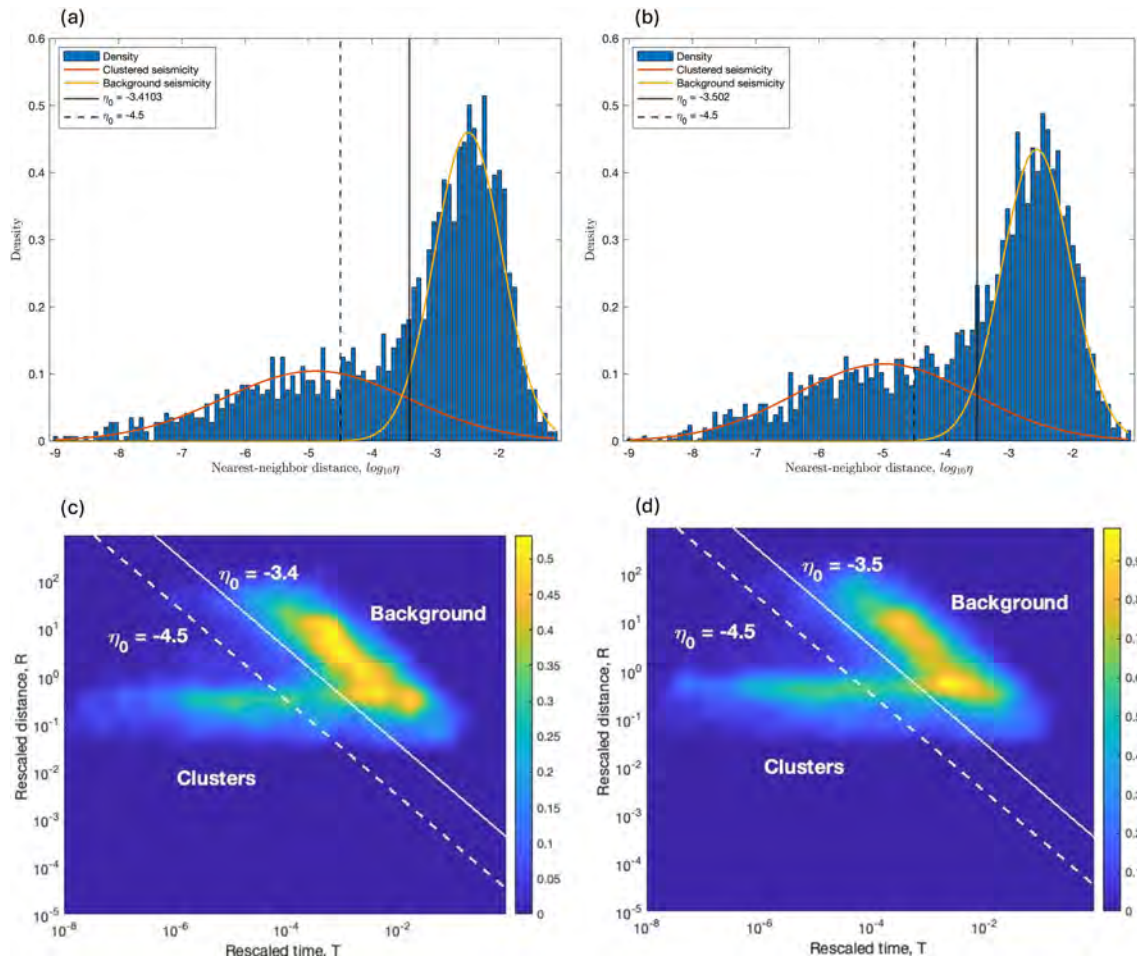 (a)
0.6
0.5
0.4
0.3
0.2
0.1
0
Density
Density
Clustered seismicity
Background seismicity
η0 = -3.4103
η0 = -4.5
-9 -8 -7 -6 -5 -4 -3 -2 -1
Nearest-neighbor distance, log10η
(b)
0.6
0.5
0.4
0.3
0.2
0.1
0
Density
Density
Clustered seismicity
Background seismicity
η0 = -3.502
η0 = -4.5
-9 -8 -7 -6 -5 -4 -3 -2 -1
Nearest-neighbor distance, log10η
(c)
10^2
10^1
10^0
10^-1
10^-2
10^-3
10^-4
10^-5
Rescaled distance, R
η0 = -3.4
Background
η0 = -4.5
Clusters
10^-8 10^-6 10^-4 10^-2
Rescaled time, T
0.5
0.45
0.4
0.35
0.3
0.25
0.2
0.15
0.1
0.05
0
(d)
10^2
10^1
10^0
10^-1
10^-2
10^-3
10^-4
10^-5
Rescaled distance, R
η0 = -3.5
Background
η0 = -4.5
Clusters
10^-8 10^-6 10^-4 10^-2
Rescaled time, T
0